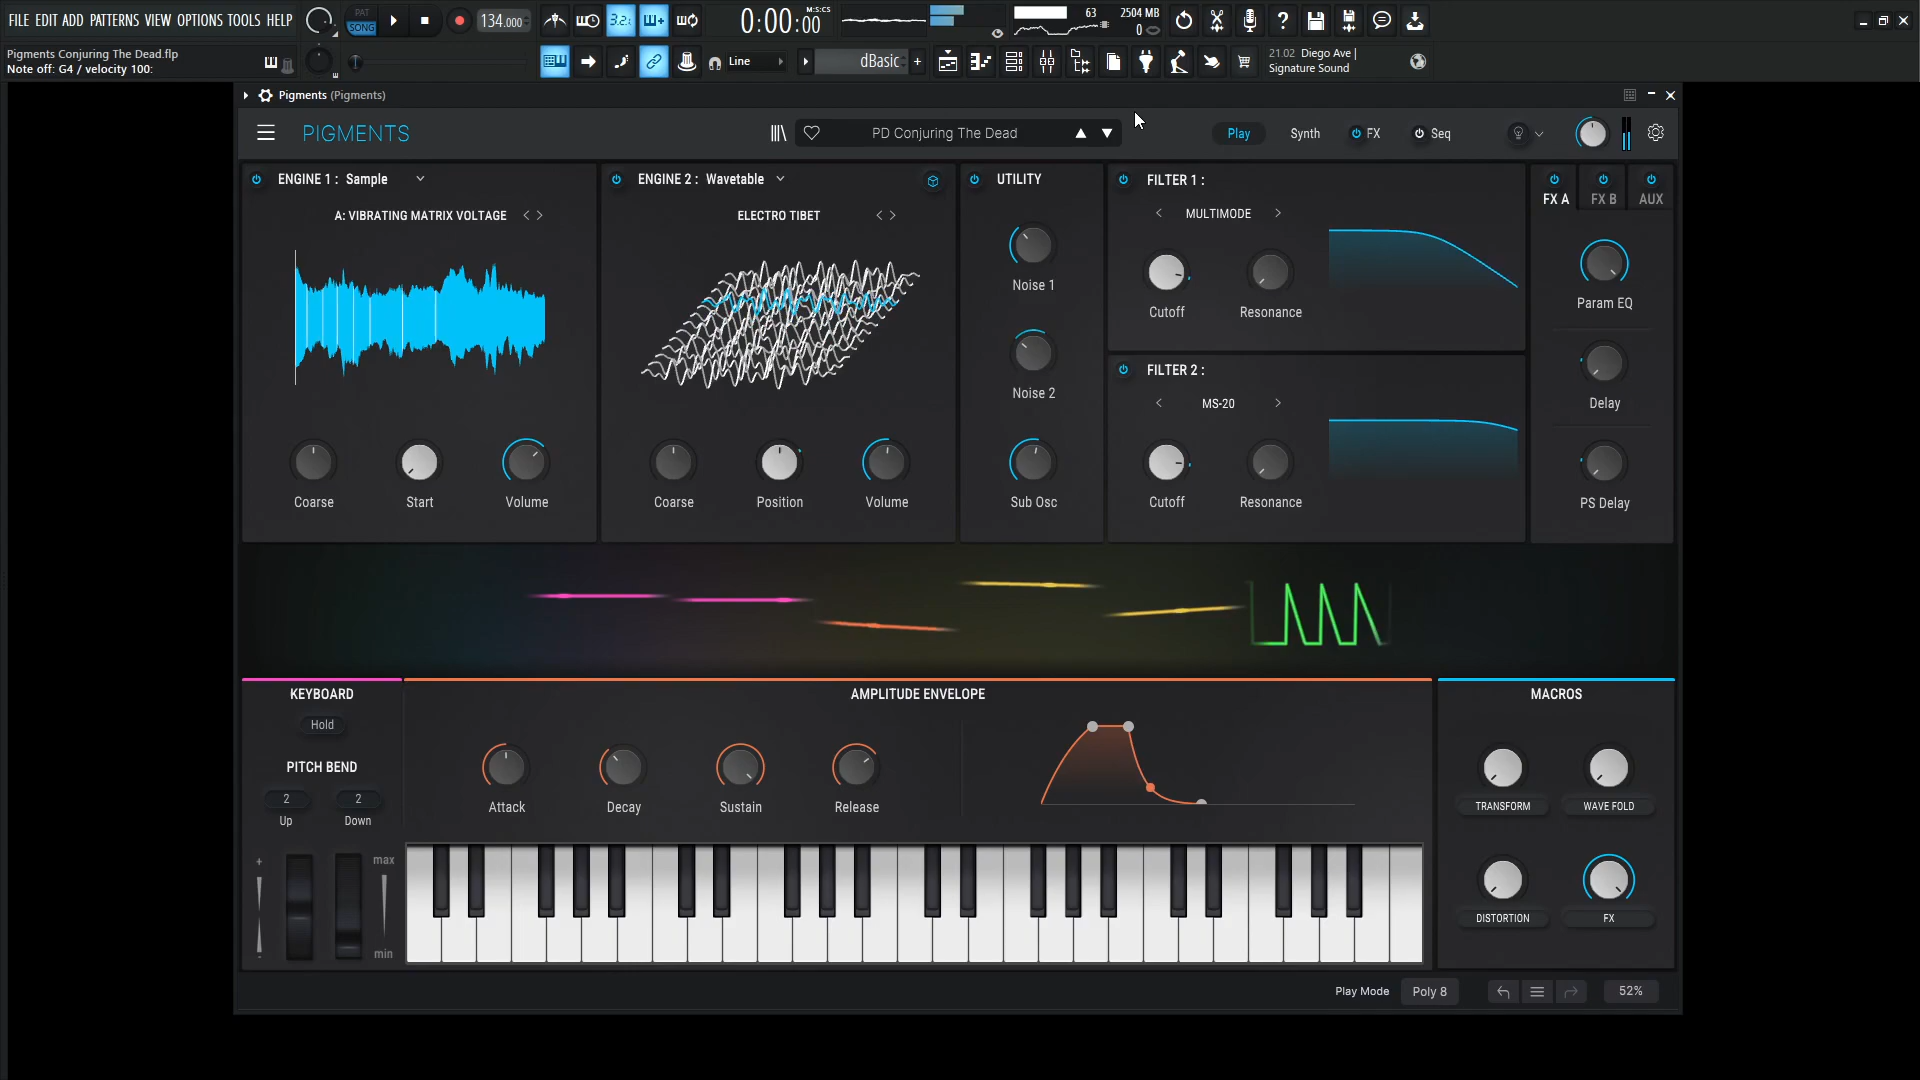 FILE EDIT ADD PATTERNS VIEW OPTIONS TOOLS HELP
PAT
SONG
134.000
3.2.
0:00:00
M:S:CS
63
2504 MB
0
Pigments Conjuring The Dead.flp
Note off: G4 / velocity 100:
Line
dBasic
21.02 Diego Ave |
Signature Sound
Pigments (Pigments)
PIGMENTS
PD Conjuring The Dead
Play
Synth
FX
Seq
ENGINE 1 : Sample
ENGINE 2 : Wavetable
UTILITY
FILTER 1 :
FX A
FX B
AUX
A: VIBRATING MATRIX VOLTAGE
ELECTRO TIBET
MULTIMODE
Noise 1
Cutoff
Resonance
Param EQ
FILTER 2 :
Noise 2
MS-20
Delay
Coarse
Start
Volume
Coarse
Position
Volume
Sub Osc
Cutoff
Resonance
PS Delay
KEYBOARD
AMPLITUDE ENVELOPE
MACROS
Hold
PITCH BEND
2
2
Up
Down
Attack
Decay
Sustain
Release
TRANSFORM
WAVE FOLD
+
-
max
min
DISTORTION
FX
Play Mode
Poly 8
52%